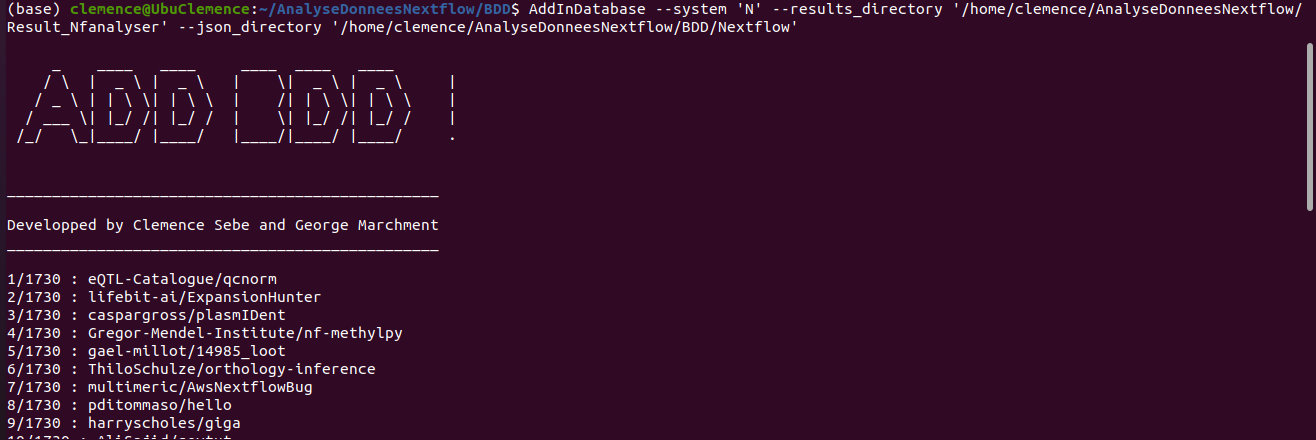 (base) clemence@UbuClemence:~/AnalyseDonneesNextflow/BDD$ AddInDatabase --system 'N' --results_directory '/home/clemence/AnalyseDonneesNextflow/
Result_Nfanalyser' --json_directory '/home/clemence/AnalyseDonneesNextflow/BDD/Nextflow'
ADD BDD !
Developped by Clemence Sebe and George Marchment
1/1730 : eQTL-Catalogue/qcnorm
2/1730 : lifebit-ai/ExpansionHunter
3/1730 : caspargross/plasmIDent
4/1730 : Gregor-Mendel-Institute/nf-methylpy
5/1730 : gael-millot/14985_loot
6/1730 : ThiloSchulze/orthology-inference
7/1730 : multimeric/AwsNextflowBug
8/1730 : pditommaso/hello
9/1730 : harryscholes/giga